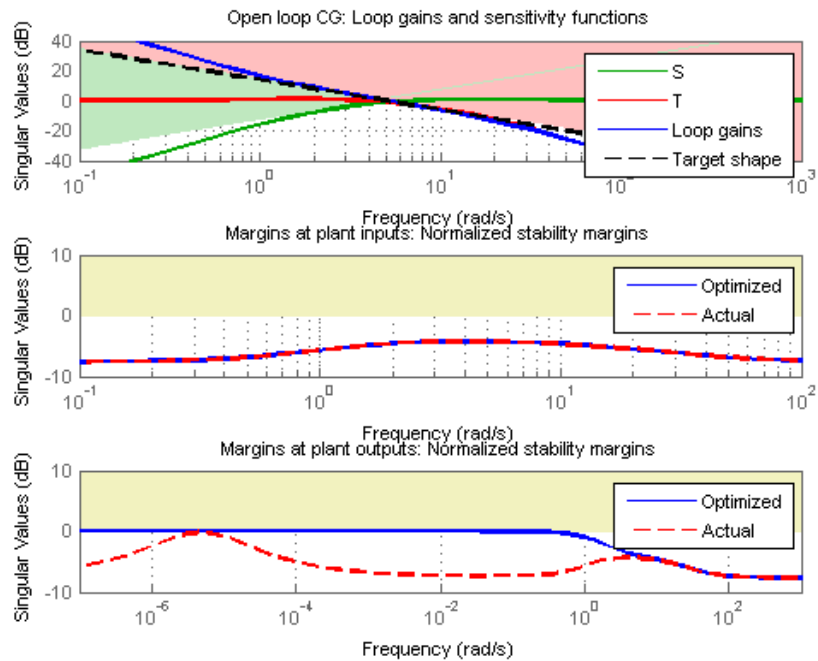 Open loop CG: Loop gains and sensitivity functions
Singular Values (dB)
40
20
0
-20
-40
S
T
Loop gains
Target shape
10^-1
10^0
10^1
10^2
10^3
Frequency (rad/s)
Margins at plant inputs: Normalized stability margins
Singular Values (dB)
10
0
-10
Optimized
Actual
10^-1
10^0
10^1
10^2
Frequency (rad/s)
Margins at plant outputs: Normalized stability margins
Singular Values (dB)
10
0
-10
Optimized
Actual
10^-6
10^-4
10^-2
10^0
10^2
Frequency (rad/s)